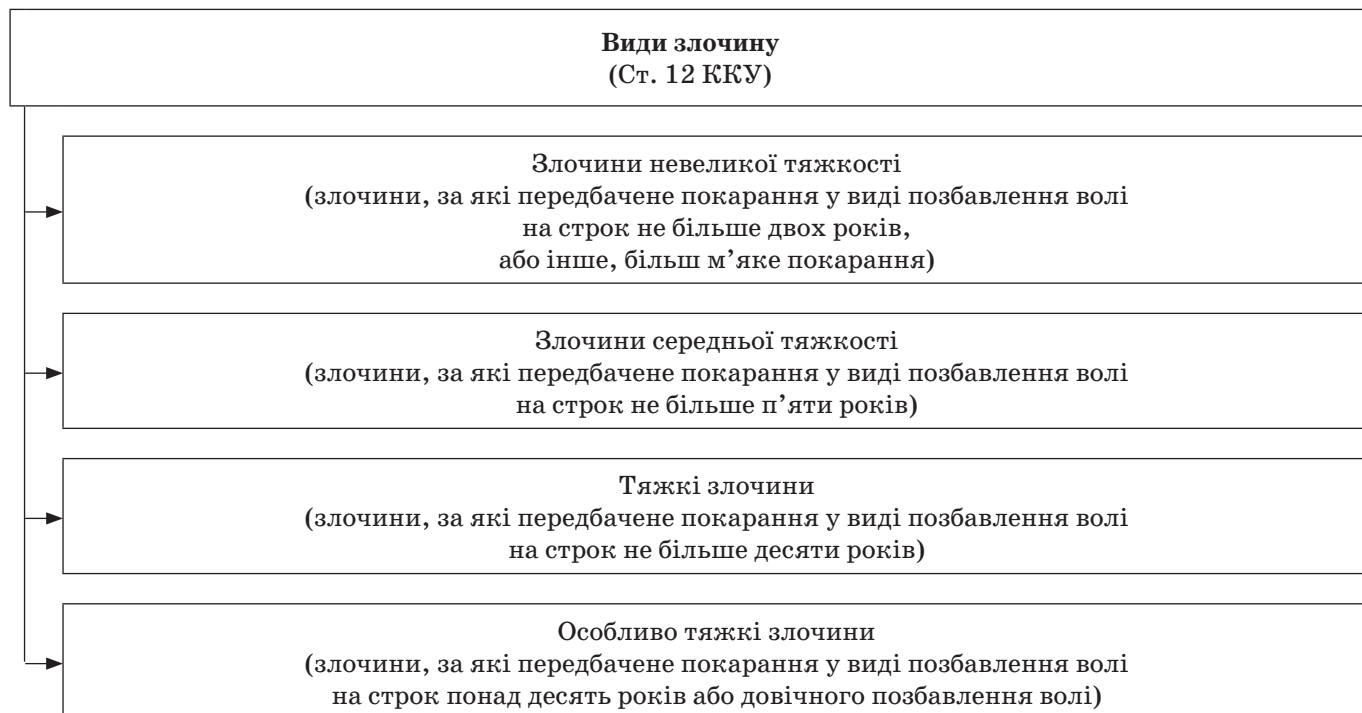 Види злочину
(Ст. 12 ККУ)
Злочини невеликої тяжкості
(злочини, за які передбачене покарання у виді позбавлення волі
на строк не більше двох років,
або інше, більш м’яке покарання)
Злочини середньої тяжкості
(злочини, за які передбачене покарання у виді позбавлення волі
на строк не більше п’яти років)
Тяжкі злочини
(злочини, за які передбачене покарання у виді позбавлення волі
на строк не більше десяти років)
Особливо тяжкі злочини
(злочини, за які передбачене покарання у виді позбавлення волі
на строк понад десять років або довічного позбавлення волі)